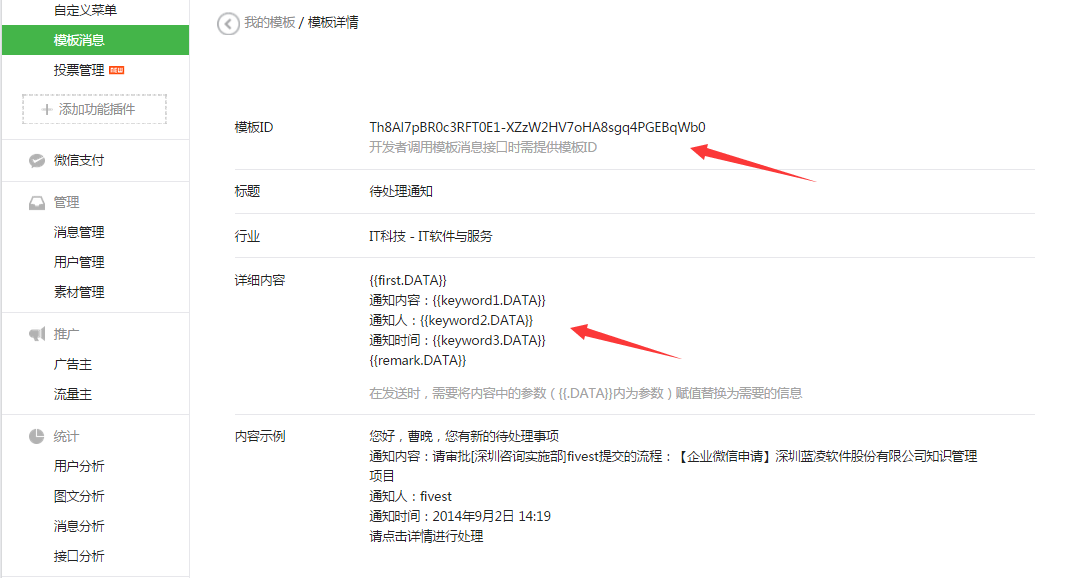 自定义菜单
模板消息
投票管理
添加功能插件
微信支付
管理
消息管理
用户管理
素材管理
推广
广告主
流量主
统计
用户分析
图文分析
消息分析
接口分析
我的模板 / 模板详情
模板ID
Th8Al7pBR0c3RFT0E1-XZzW2HV7oHA8sgq4PGEBqWb0
开发者调用模板消息接口时需提供模板ID
标题
待处理通知
行业
IT科技 - IT软件与服务
详细内容
{{first.DATA}}
通知内容：{{keyword1.DATA}}
通知人：{{keyword2.DATA}}
通知时间：{{keyword3.DATA}}
{{remark.DATA}}
在发送时，需要将内容中的参数（{{.DATA}}内为参数）赋值替换为需要的信息
内容示例
您好，曹晚，您有新的待处理事项
通知内容：请审批[深圳咨询实施部]fivest提交的流程：【企业微信申请】深圳蓝凌软件股份有限公司知识管理
项目
通知人：fivest
通知时间：2014年9月2日 14:19
请点击详情进行处理